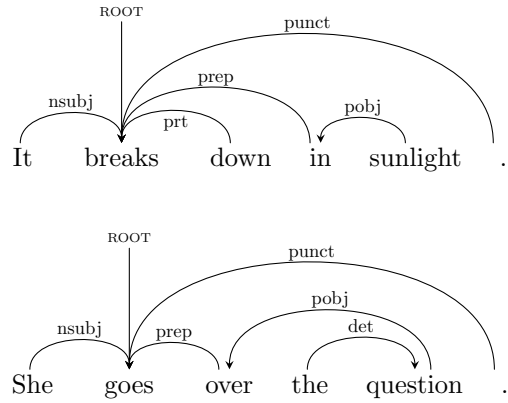 ROOT
punct
prep
nsubj
pobj
prt
It breaks down in sunlight .
ROOT
punct
pobj
nsubj prep det
She goes over the question .